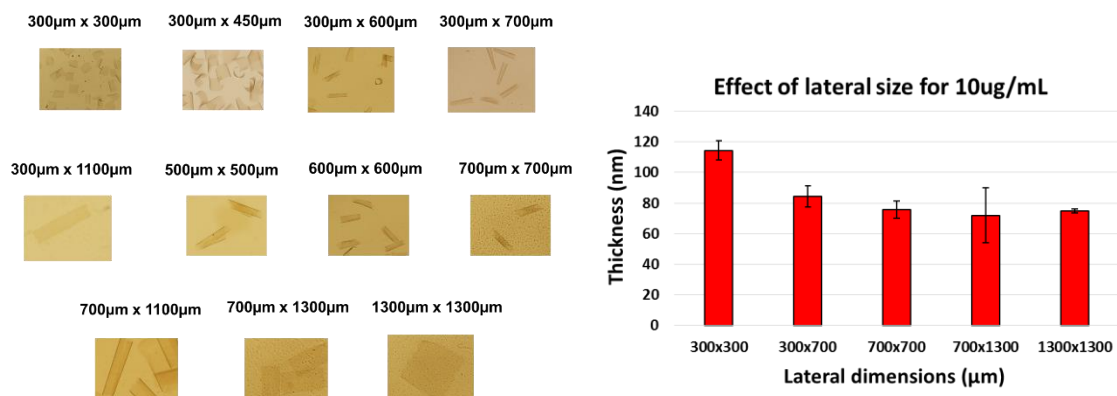 300µm x 300µm
300µm x 450µm
300µm x 600µm
300µm x 700µm
300µm x 1100µm
500µm x 500µm
600µm x 600µm
700µm x 700µm
700µm x 1100µm
700µm x 1300µm
1300µm x 1300µm
Effect of lateral size for 10ug/mL
Thickness (nm)
140
120
100
80
60
40
20
0
300x300
300x700
700x700
700x1300
1300x1300
Lateral dimensions (µm)